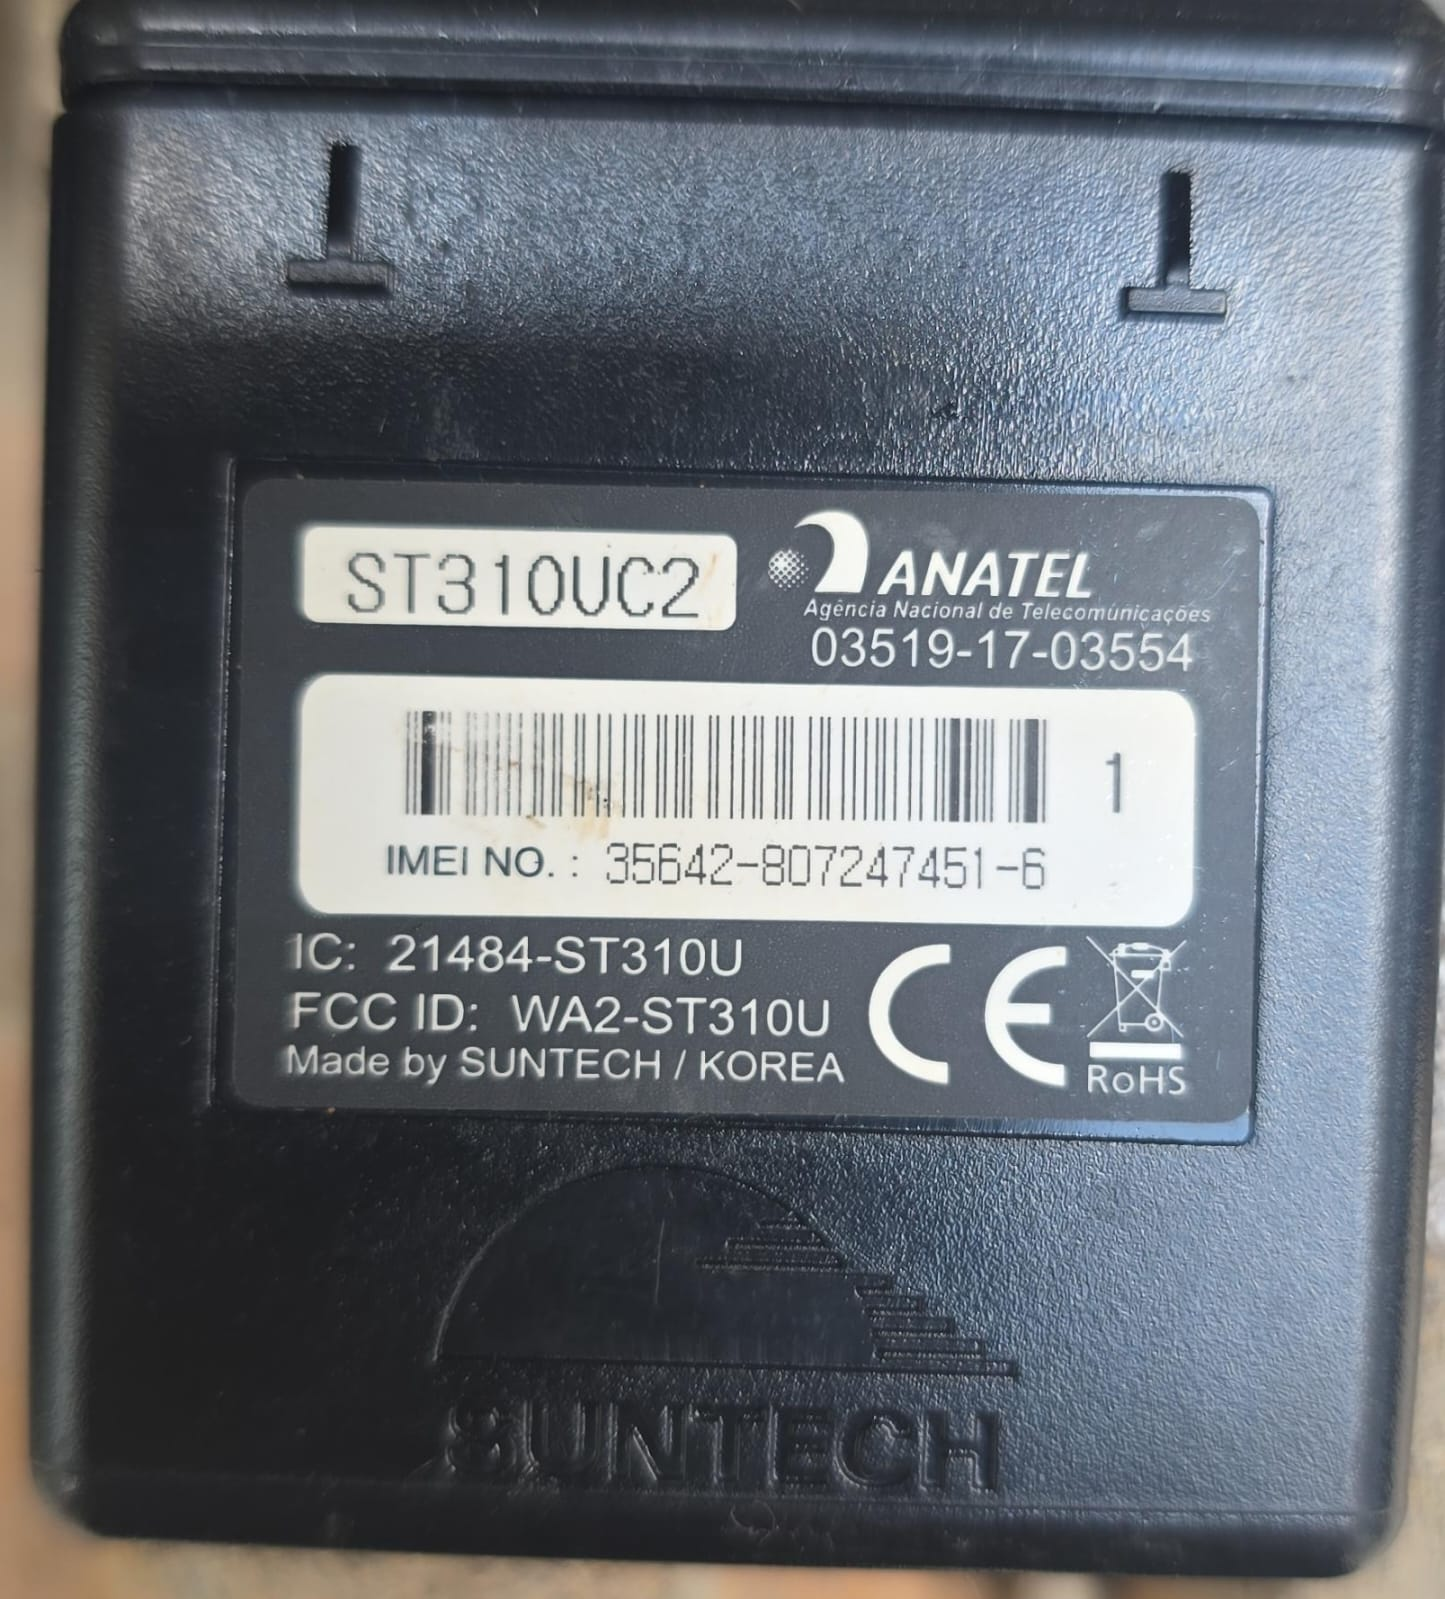 ST310UC2
ANATEL
Agência Nacional de Telecomunicações
03519-17-03554
1
IMEI NO. : 35642-807247451-6
IC: 21484-ST310U
FCC ID: WA2-ST310U
Made by SUNTECH / KOREA
CE
RoHS
SUNTECH